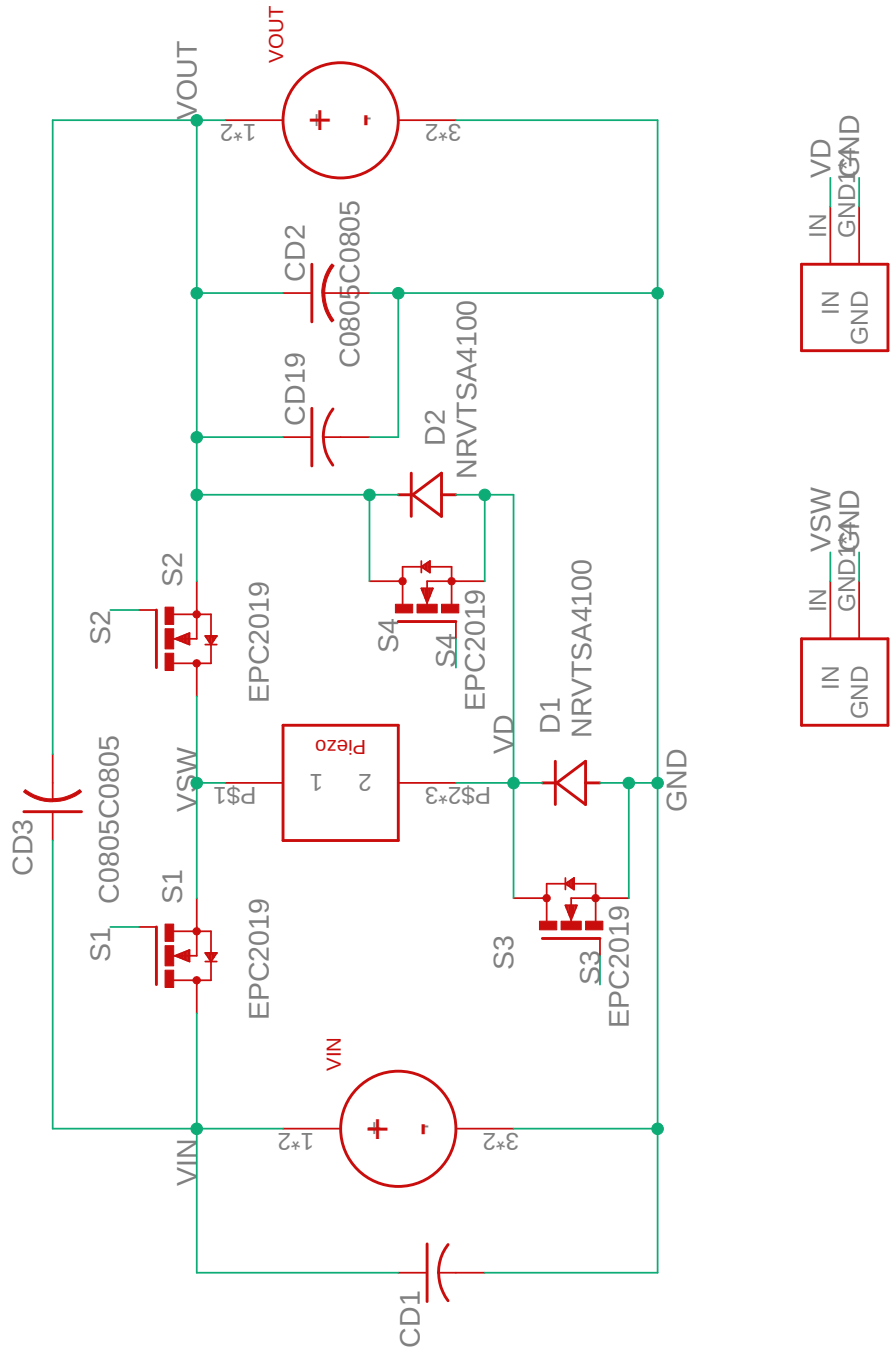 VOUT
VOUT
1*2
3*2
+
-
CD2
C0805C0805
CD19
D2
NRVTSA4100
S2
S2
EPC2019
S4
S4
EPC2019
VD
D1
NRVTSA4100
Piezo
1
2
VSW
P$1
P$2*3
GND
CD3
C0805C0805
S1
S1
EPC2019
S3
S3
EPC2019
VIN
+
-
VIN
1*2
3*2
CD1
VD
GND
IN
GND1*4
IN
GND
VSW
GND
IN
GND1*4
IN
GND